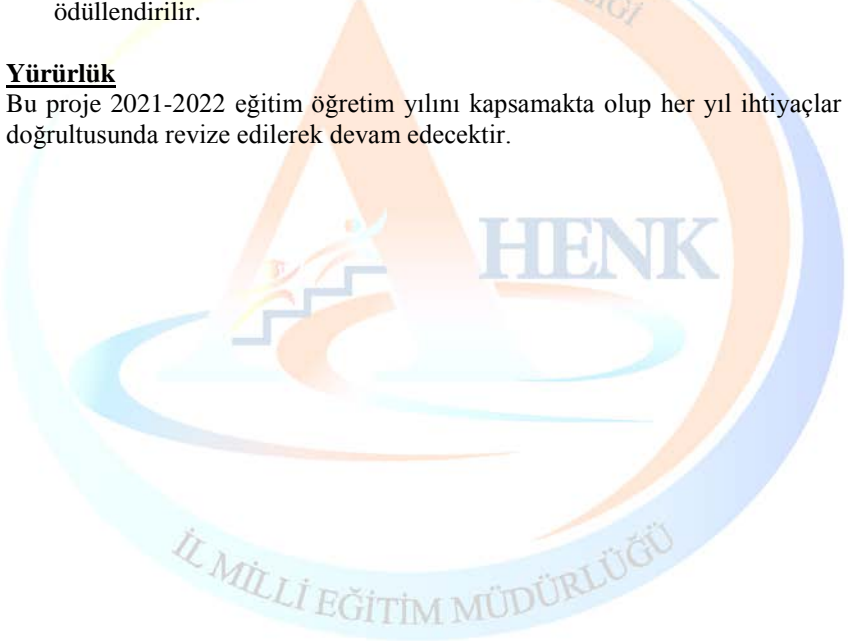 ödüllendirilir.
Yürürlük
Bu proje 2021-2022 eğitim öğretim yılını kapsamakta olup her yıl ihtiyaçlar
doğrultusunda revize edilerek devam edecektir.
HENK
İL MİLLİ EĞİTİM MÜDÜRLÜĞÜ